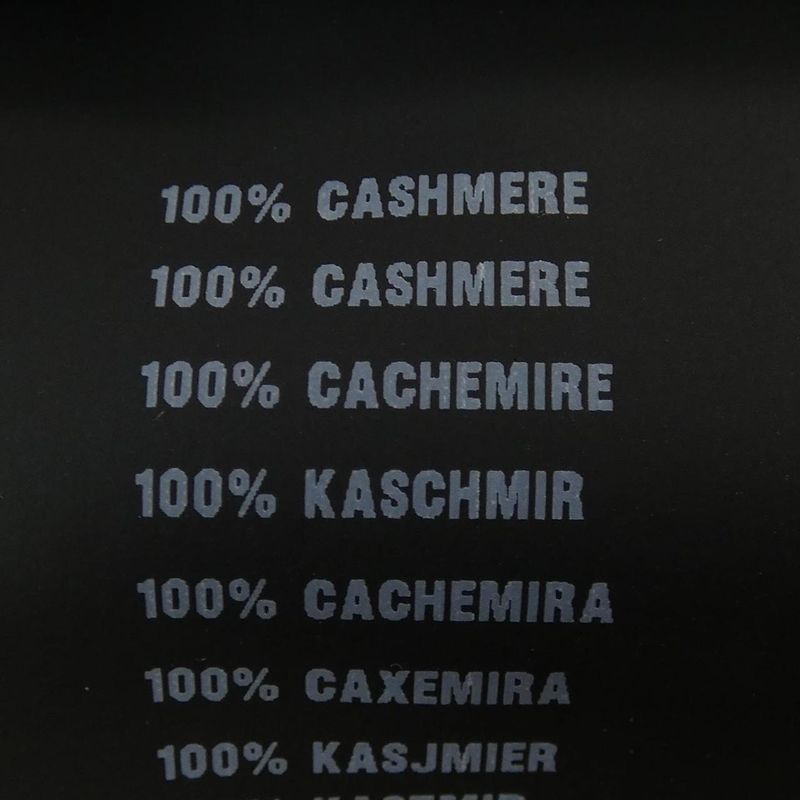 100% CASHMERE
100% CASHMERE
100% CACHEMIRE
100% KASCHMIR
100% CACHEMIRA
100% CAXEMIRA
100% KASJMIER